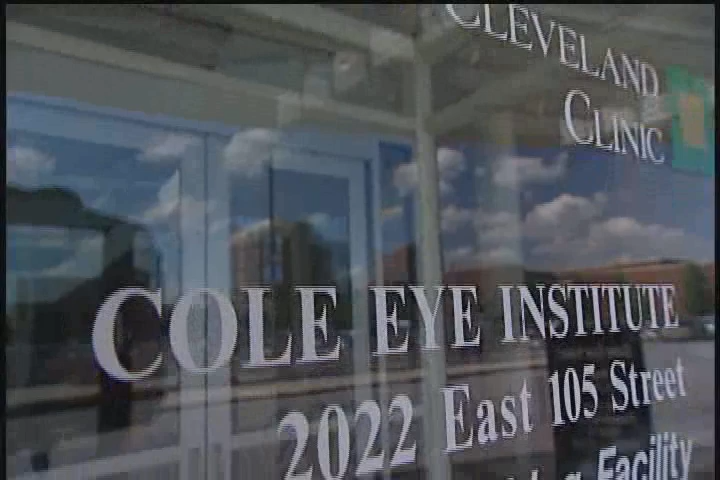 CLEVELAND
CLINIC
COLE EYE INSTITUTE
2022 East 105 Street
Facility